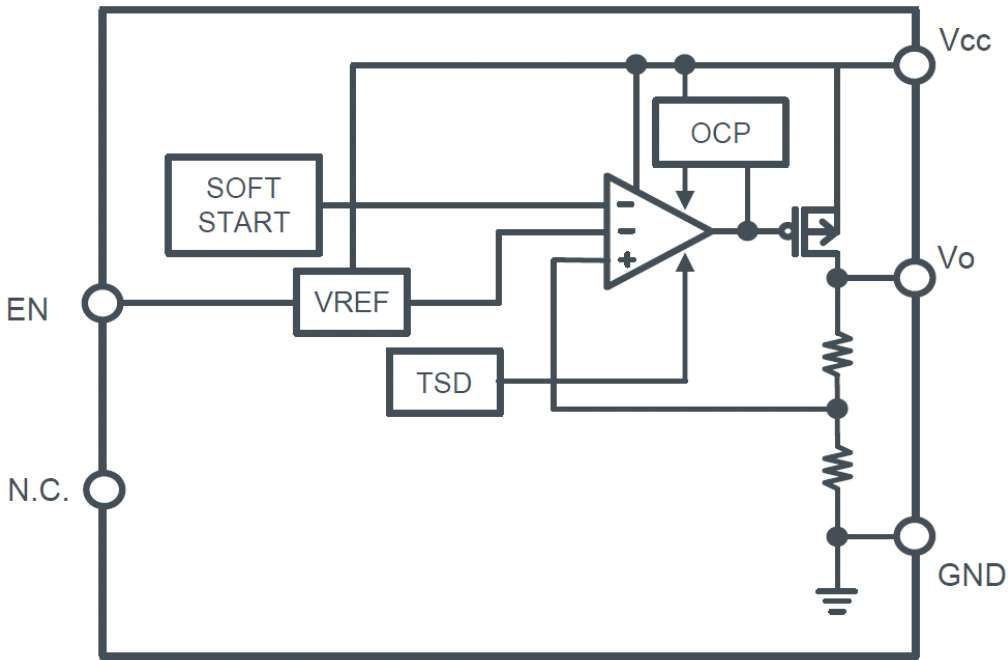 Vcc
OCP
SOFT
START
−
−
+
Vo
EN
VREF
TSD
N.C.
GND